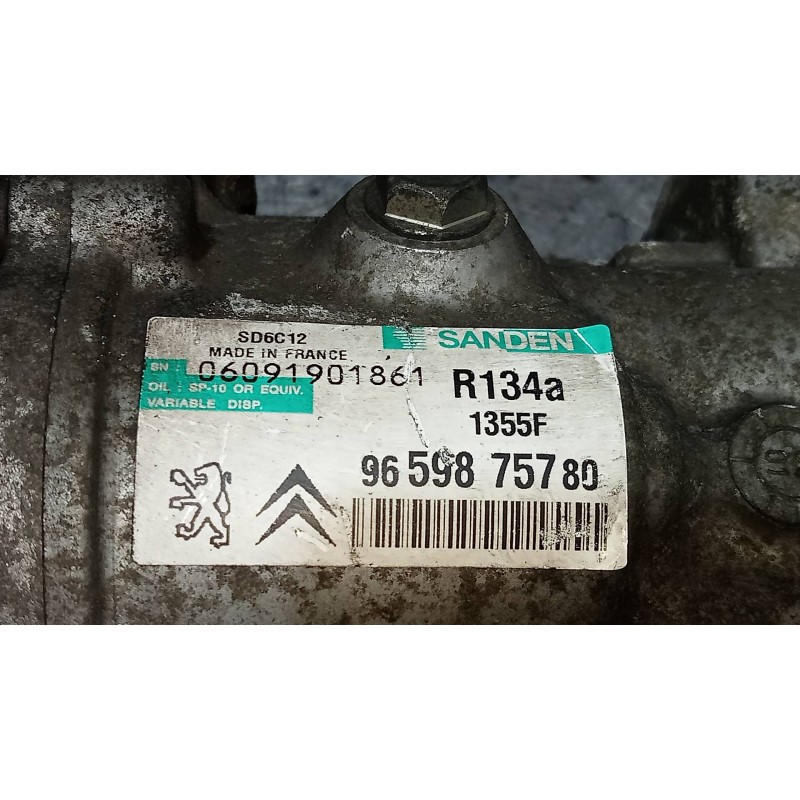 SD6C12
MADE IN FRANCE
SANDEN
SN : 06091901861
OIL : SP-10 OR EQUIV.
VARIABLE DISP.
R134a
1355F
96 598 757 80